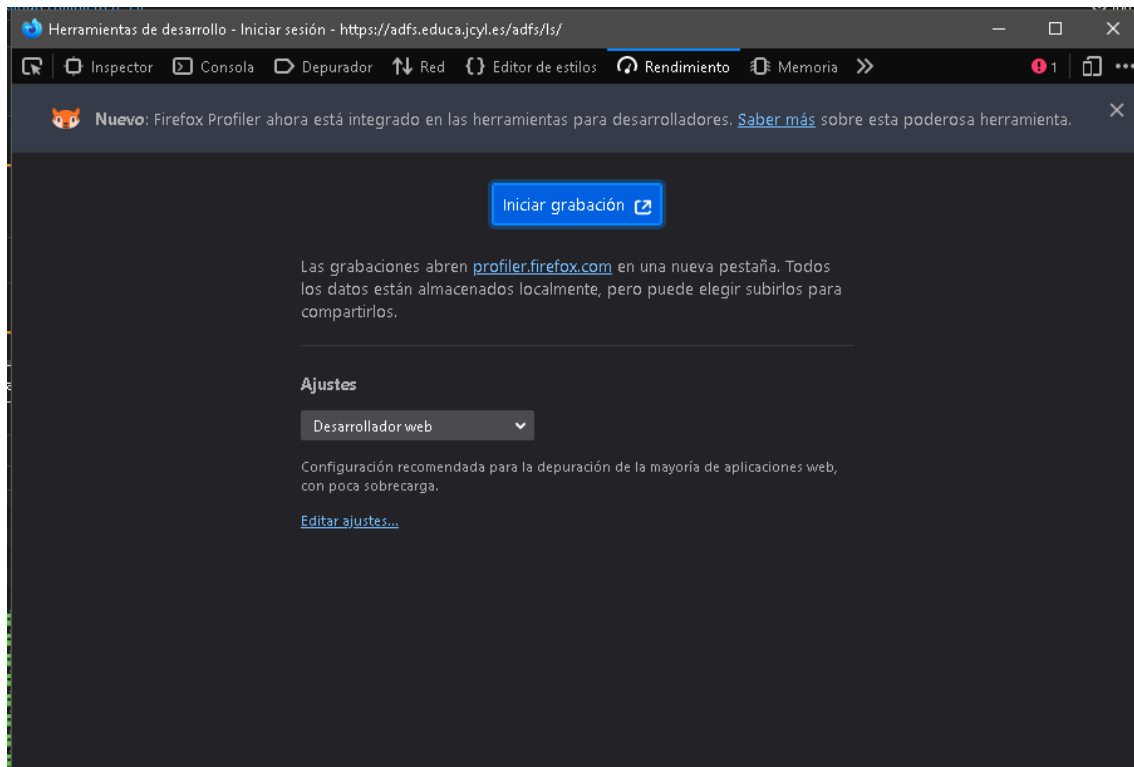 Herramientas de desarrollo - Iniciar sesión - https://adfs.educa.jcyl.es/adfs/ls/
Inspector Consola Depurador Red Editor de estilos Rendimiento Memoria 1
Nuevo: Firefox Profiler ahora está integrado en las herramientas para desarrolladores. Saber más sobre esta poderosa herramienta.
Iniciar grabación
Las grabaciones abren profiler.firefox.com en una nueva pestaña. Todos
los datos están almacenados localmente, pero puede elegir subirlos para
compartirlos.
Ajustes
Desarrollador web
Configuración recomendada para la depuración de la mayoría de aplicaciones web,
con poca sobrecarga.
Editar ajustes...